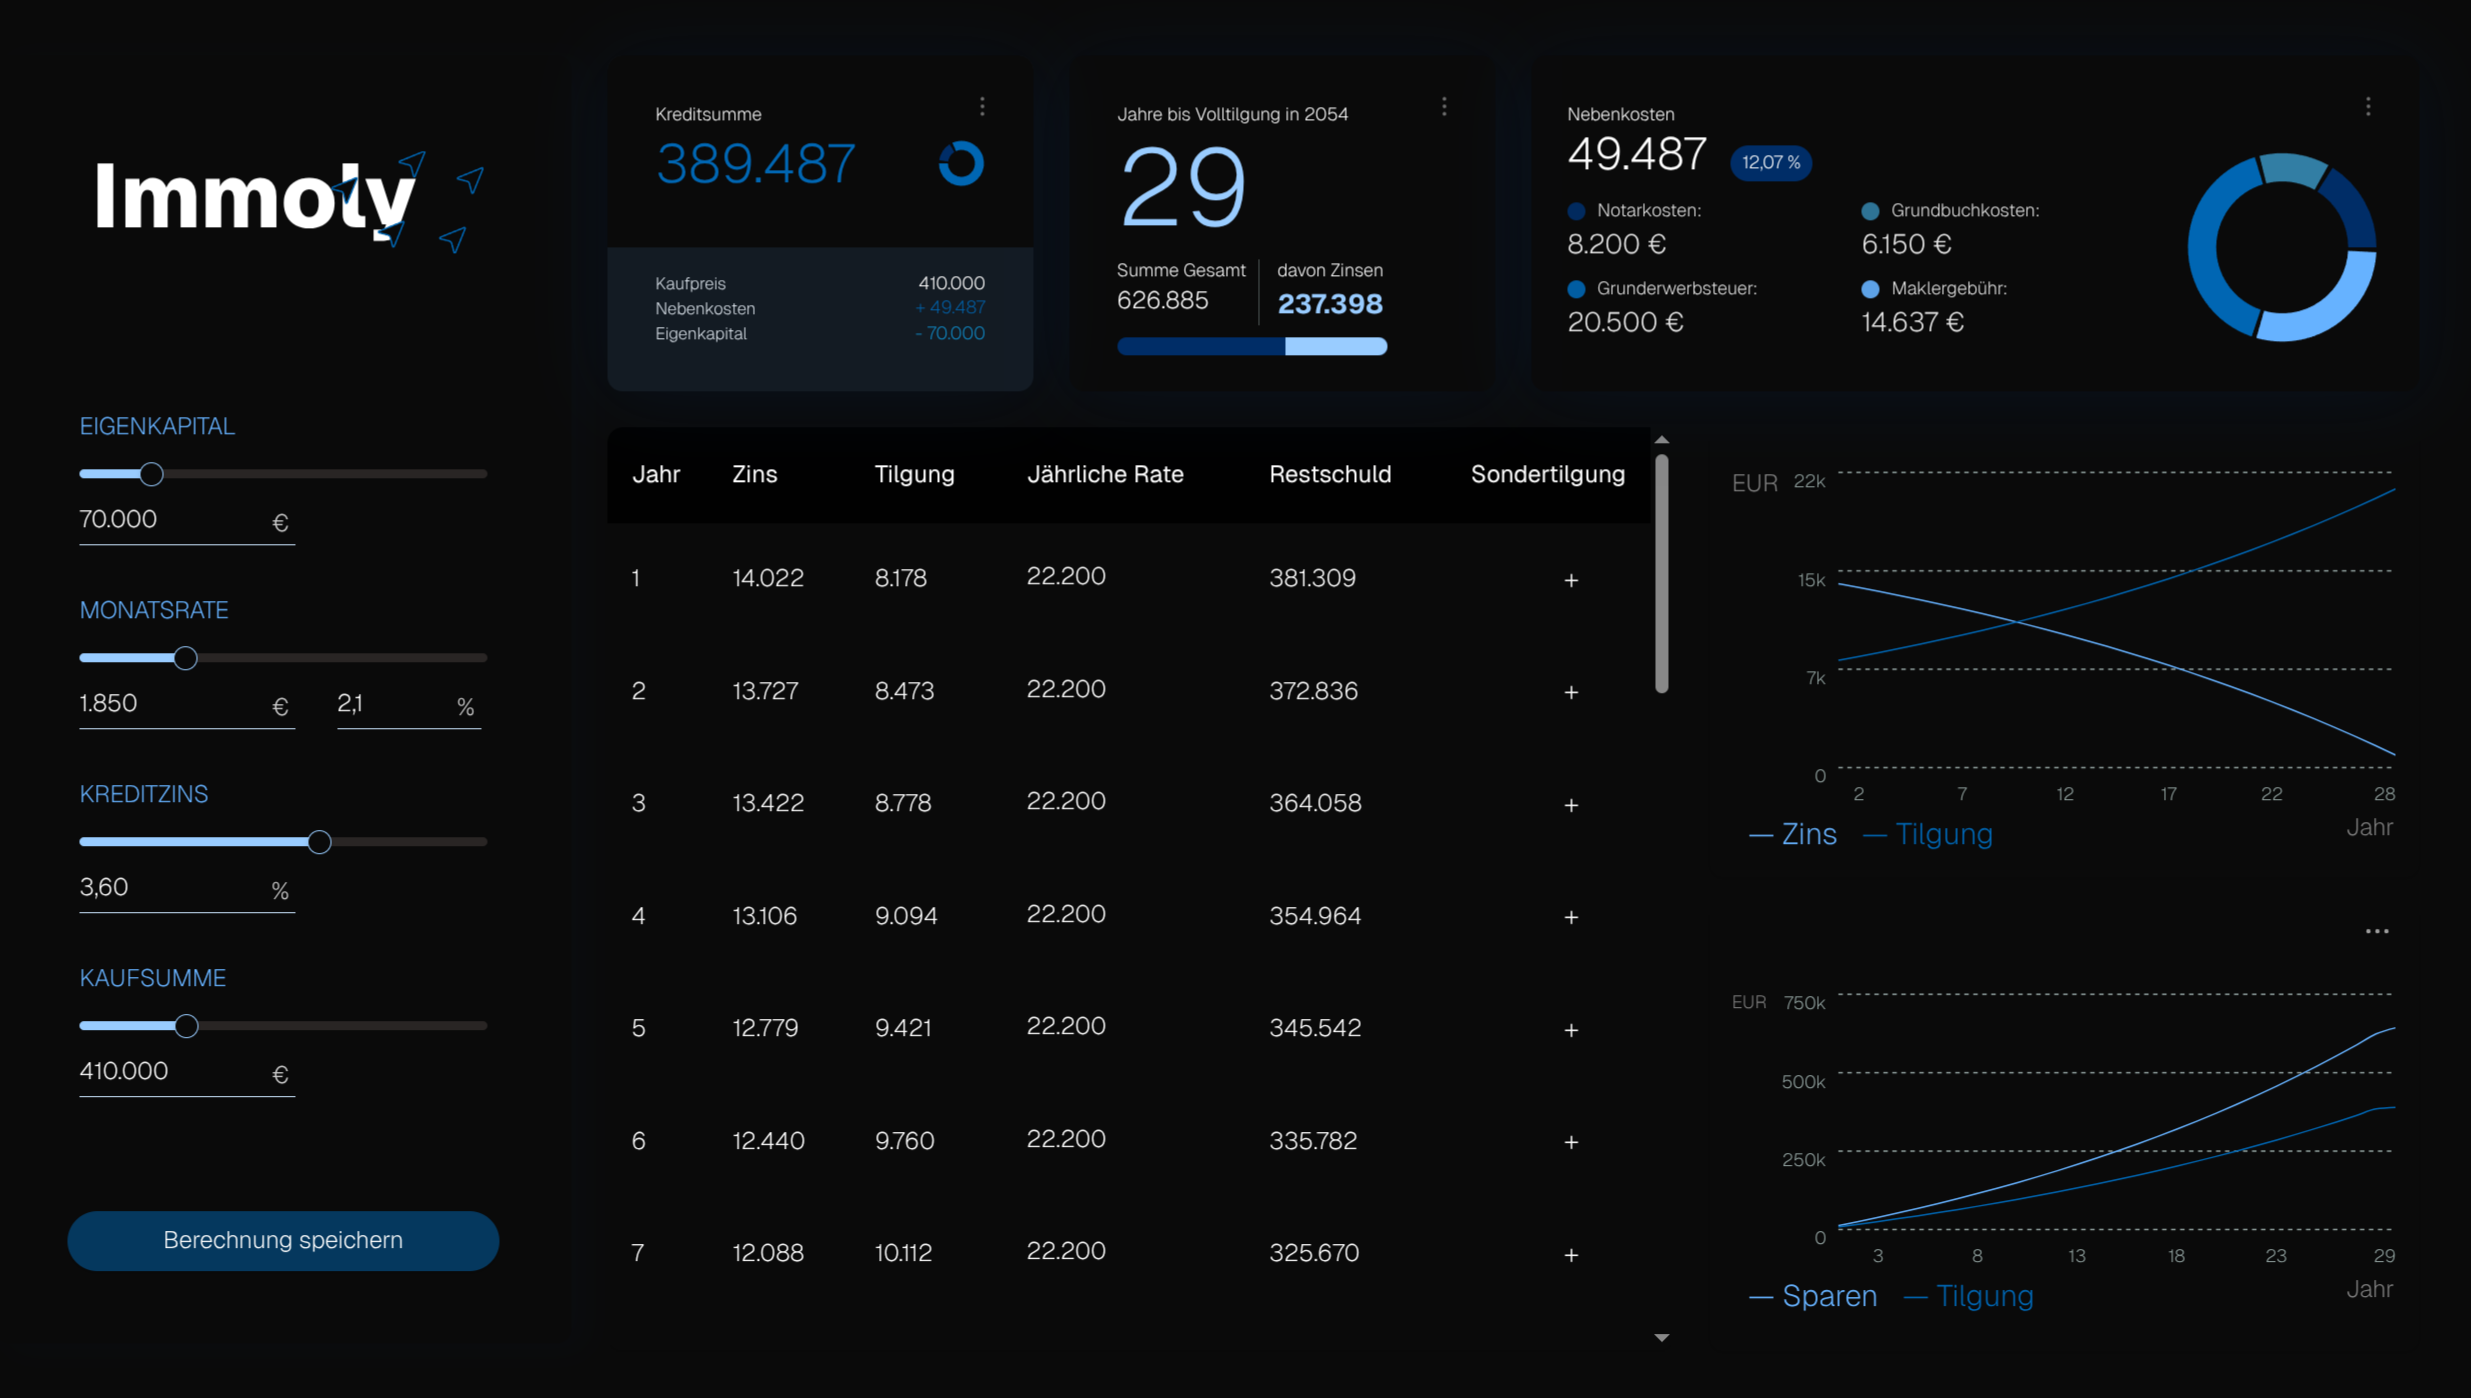 Immoly
EIGENKAPITAL
70.000 €
MONATSRATE
1.850 € 2,1 %
KREDITZINS
3,60 %
KAUFSUMME
410.000 €
Berechnung speichern
Kreditsumme
389.487
Kaufpreis 410.000
Nebenkosten + 49.487
Eigenkapital - 70.000
Jahre bis Volltilgung in 2054
29
Summe Gesamt davon Zinsen
626.885 237.398
Nebenkosten
49.487 12,07 %
Notarkosten: Grundbuchkosten:
8.200 € 6.150 €
Grunderwerbsteuer: Maklergebühr:
20.500 € 14.637 €
Jahr Zins Tilgung Jährliche Rate Restschuld Sondertilgung
1 14.022 8.178 22.200 381.309 +
2 13.727 8.473 22.200 372.836 +
3 13.422 8.778 22.200 364.058 +
4 13.106 9.094 22.200 354.964 +
5 12.779 9.421 22.200 345.542 +
6 12.440 9.760 22.200 335.782 +
7 12.088 10.112 22.200 325.670 +
EUR 22k
15k
7k
0
2 7 12 17 22 28
Jahr
Zins Tilgung
EUR 750k
500k
250k
0
3 8 13 18 23 29
Jahr
Sparen Tilgung